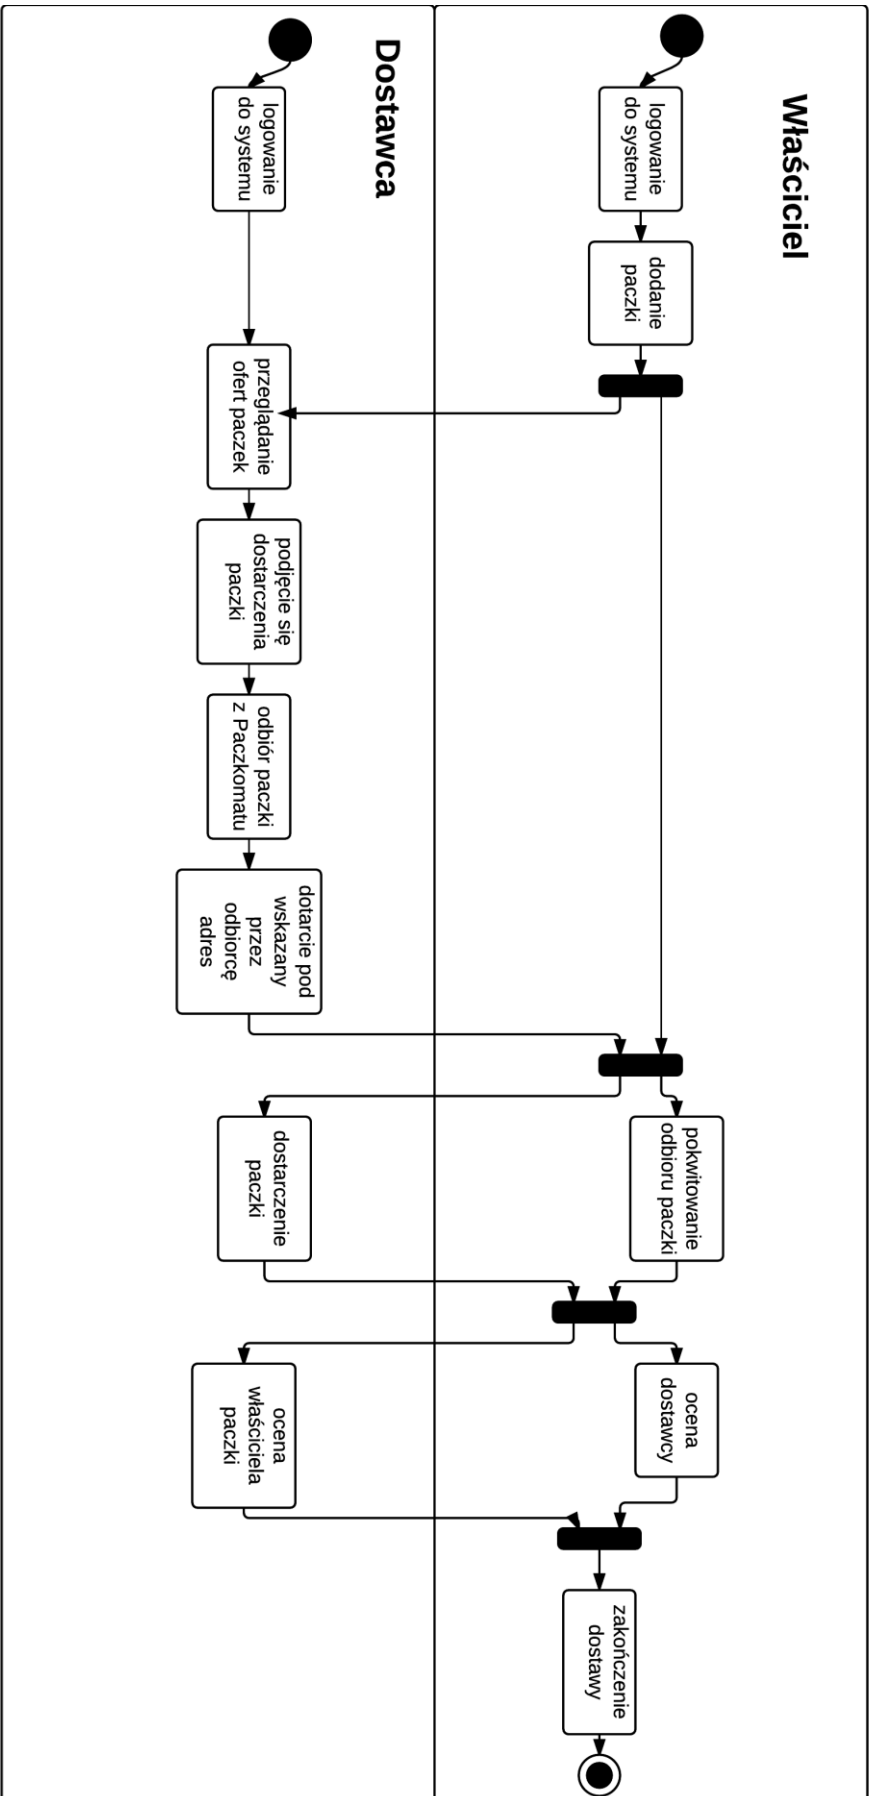 Właściciel
logowanie
do systemu
dodanie
paczki
pokwitowanie
odbioru paczki
ocena
dostawcy
zakończenie
dostawy
Dostawca
logowanie
do systemu
przeglądanie
ofert paczek
podjęcie się
dostarczenia
paczki
odbiór paczki
z Paczkomatu
dotarcie pod
wskazany
przez
odbiorcę
adres
dostarczenie
paczki
ocena
właściciela
paczki